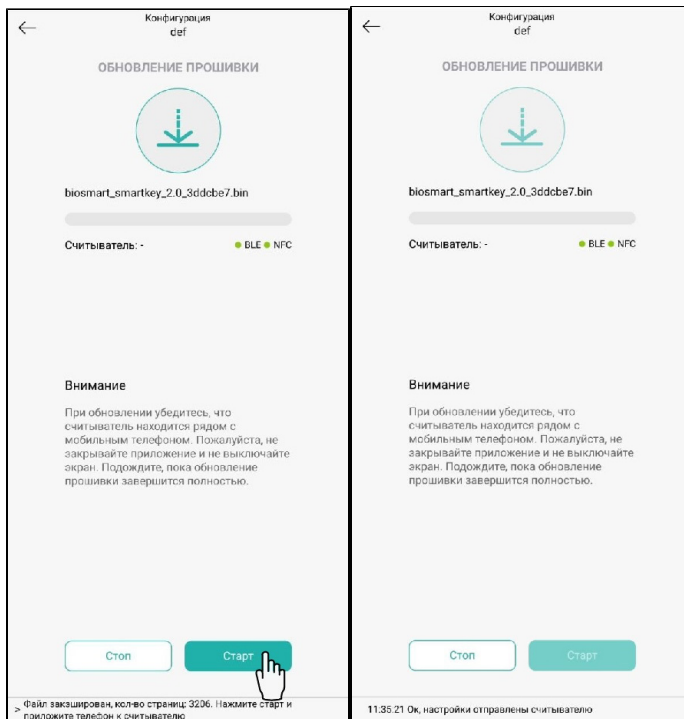 Конфигурация
def
ОБНОВЛЕНИЕ ПРОШИВКИ
biosmart_smartkey_2.0_3ddcbe7.bin
Считыватель: -
BLE
NFC
Внимание
При обновлении убедитесь, что
считыватель находится рядом с
мобильным телефоном. Пожалуйста, не
закрывайте приложение и не выключайте
экран. Подождите, пока обновление
прошивки завершится полностью.
Стоп
Старт
> Файл закэширован, кол-во страниц: 3206. Нажмите старт и
приложите телефон к считывателю
Конфигурация
def
ОБНОВЛЕНИЕ ПРОШИВКИ
biosmart_smartkey_2.0_3ddcbe7.bin
Считыватель: -
BLE
NFC
Внимание
При обновлении убедитесь, что
считыватель находится рядом с
мобильным телефоном. Пожалуйста, не
закрывайте приложение и не выключайте
экран. Подождите, пока обновление
прошивки завершится полностью.
Стоп
Старт
11:35:21 Ок, настройки отправлены считывателю